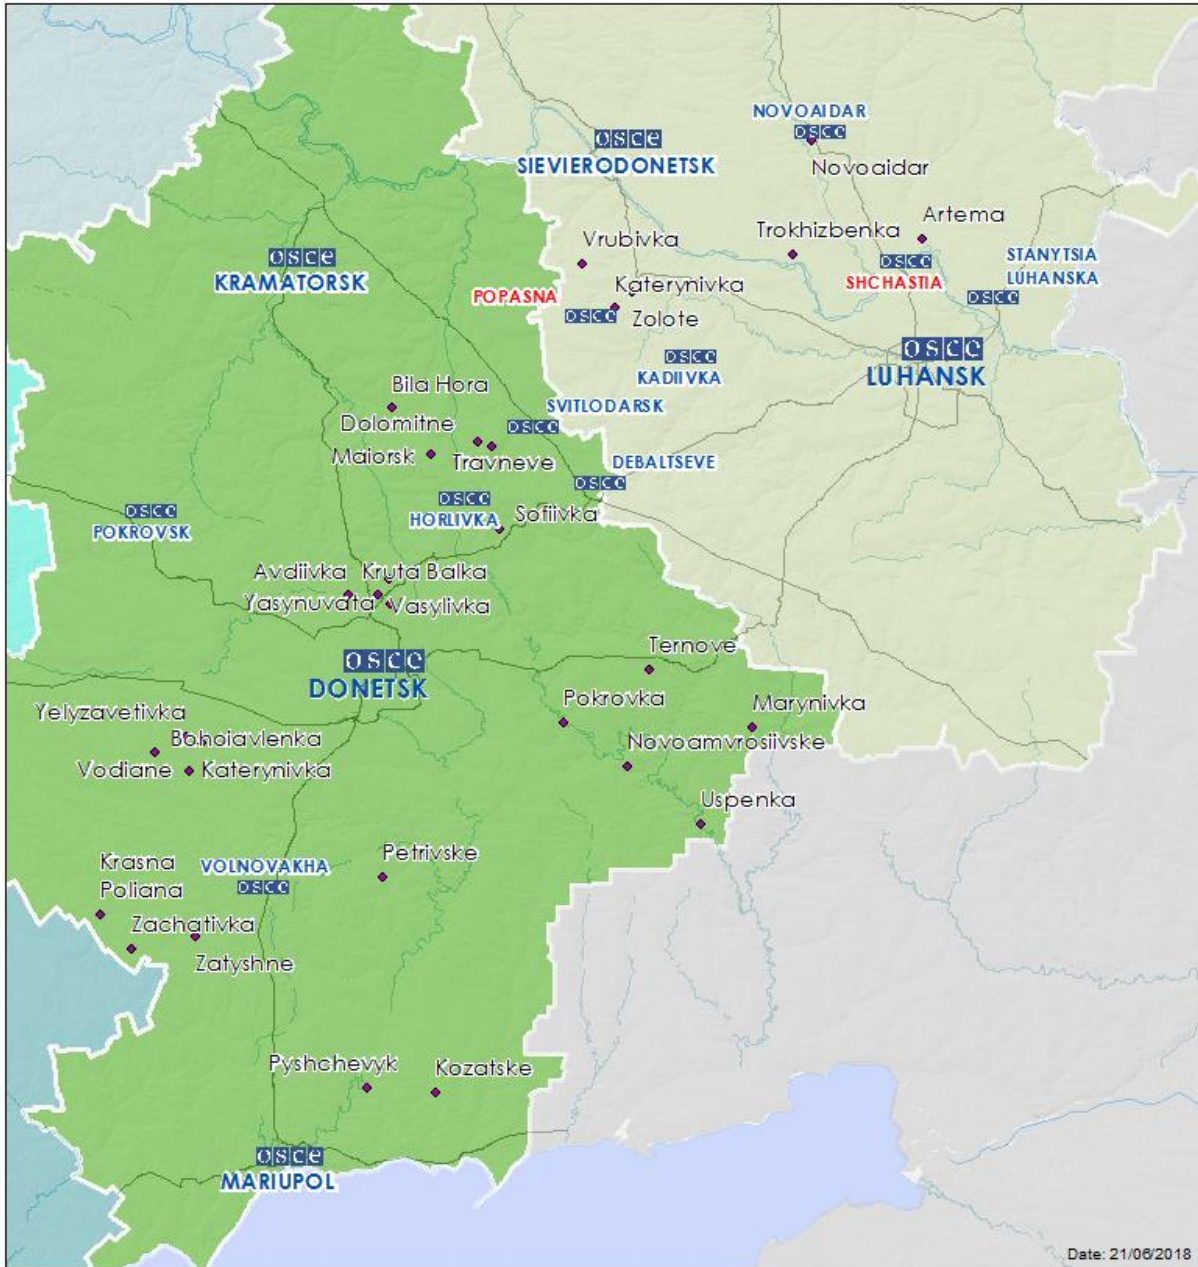 NOVOAIDAR
osce
osce
SIEVIERODONETSK
Novoaidar
Artema
Vrubivka
Trokhizbenka
osce
KRAMATORSK
osce
SHCHASTIA
STANYTSIA
LUHANSKA
osce
POPASNA
Katerynivka
osce
Zolote
osce
KADIIVKA
osce
LUHANSK
Bila Hora
SVITLODARSK
osce
Dolomitne
Maiorsk
Travneve
DEBALTSEVE
osce
osce
HORLIVKA
Sofiivka
osce
POKROVSK
Avdiivka
Kruta Balka
Yasynuvata
Vasylivka
osce
DONETSK
Ternove
Pokrovka
Marynivka
Yelyzavetivka
Bohoiavlenka
Novoamvrosiivske
Vodiane
Katerynivka
Uspenka
Petrivske
Krasna
Poliana
VOLNOVAKHA
osce
Zachativka
Zatyshne
Pyshchevyk
Kozatske
osce
MARIUPOL
Date: 21/06/2018